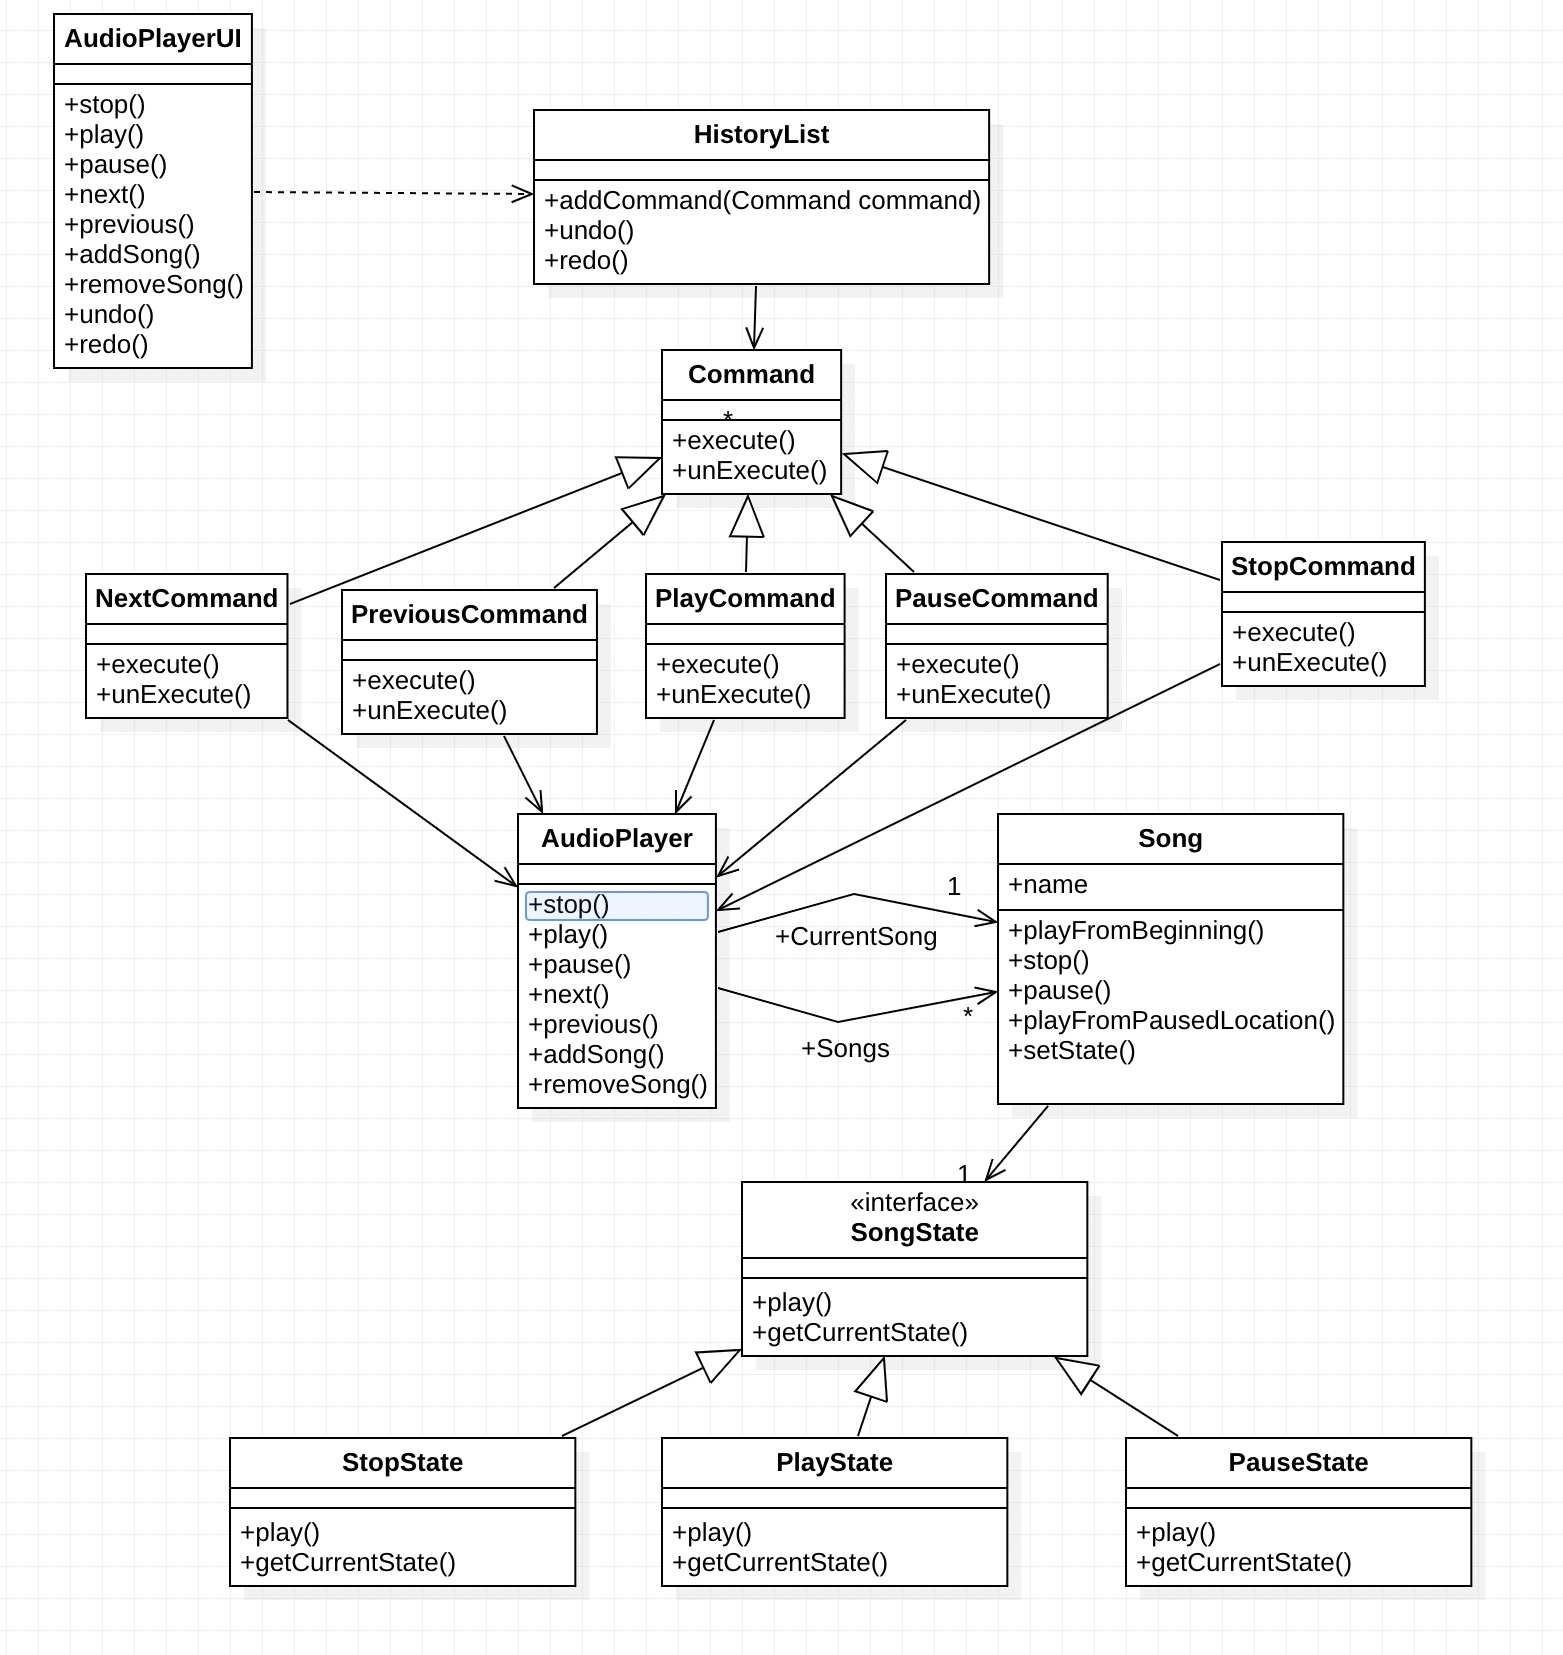 AudioPlayerUI
+stop()
+play()
+pause()
+next()
+previous()
+addSong()
+removeSong()
+undo()
+redo()
HistoryList
+addCommand(Command command)
+undo()
+redo()
Command
*
+execute()
+unExecute()
NextCommand
+execute()
+unExecute()
PreviousCommand
+execute()
+unExecute()
PlayCommand
+execute()
+unExecute()
PauseCommand
+execute()
+unExecute()
StopCommand
+execute()
+unExecute()
AudioPlayer
+stop()
+play()
+pause()
+next()
+previous()
+addSong()
+removeSong()
1
+CurrentSong
*
+Songs
Song
+name
+playFromBeginning()
+stop()
+pause()
+playFromPausedLocation()
+setState()
1
«interface»
SongState
+play()
+getCurrentState()
StopState
+play()
+getCurrentState()
PlayState
+play()
+getCurrentState()
PauseState
+play()
+getCurrentState()